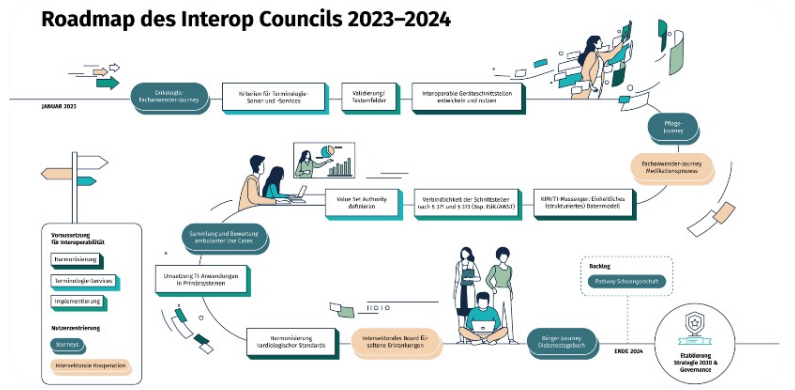 Roadmap des Interop Councils 2023–2024
JANUAR 2023
Onkologie:
Fachanwender-Journey
Kriterien für Terminologie-
Server und -Services
Validierung/
Testumfelder
Interoperable Geräteschnittstellen
entwickeln und nutzen
Pflege-
Journey
Fachanwender-Journey
Medikationsprozess
KIM/TI-Messenger: Einheitliches
(strukturiertes) Datenmodell
Verbindlichkeit der Schnittstellen
nach § 371 und § 373 (Bsp. ISiK/AWST)
Value Set Authority
definieren
Sammlung und Bewertung
ambulanter Use Cases
Umsetzung TI-Anwendungen
in Primärsystemen
Harmonisierung
kardiologischer Standards
Intersektorales Board für
seltene Erkrankungen
Bürger-Journey
Diabetestagebuch
Backlog
Pathway Schwangerschaft
ENDE 2024
Etablierung
Strategie 2030 &
Governance
Voraussetzung
für Interoperabilität
Harmonisierung
Terminologie-Services
Implementierung
Nutzerzentrierung
Journeys
Intersektorale Kooperation